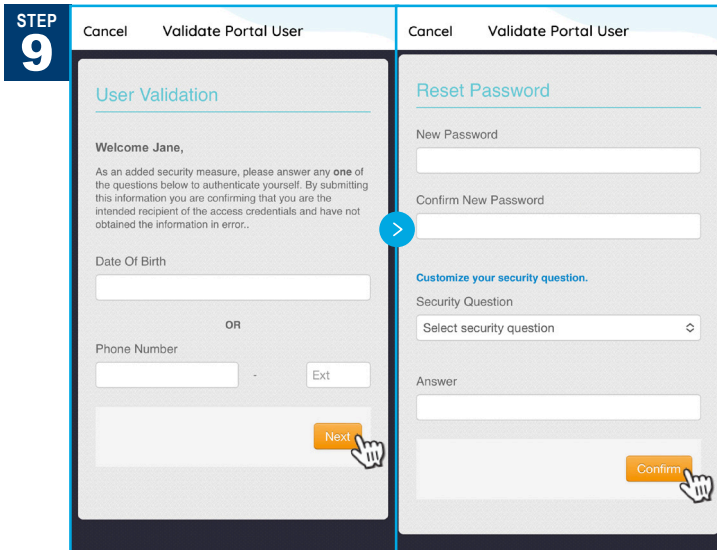 STEP
9
Cancel Validate Portal User
User Validation
Welcome Jane,
As an added security measure, please answer any one of
the questions below to authenticate yourself. By submitting
this information you are confirming that you are the
intended recipient of the access credentials and have not
obtained the information in error..
Date Of Birth
OR
Phone Number
- Ext
Next
Cancel Validate Portal User
Reset Password
New Password
Confirm New Password
Customize your security question.
Security Question
Select security question
Answer
Confirm